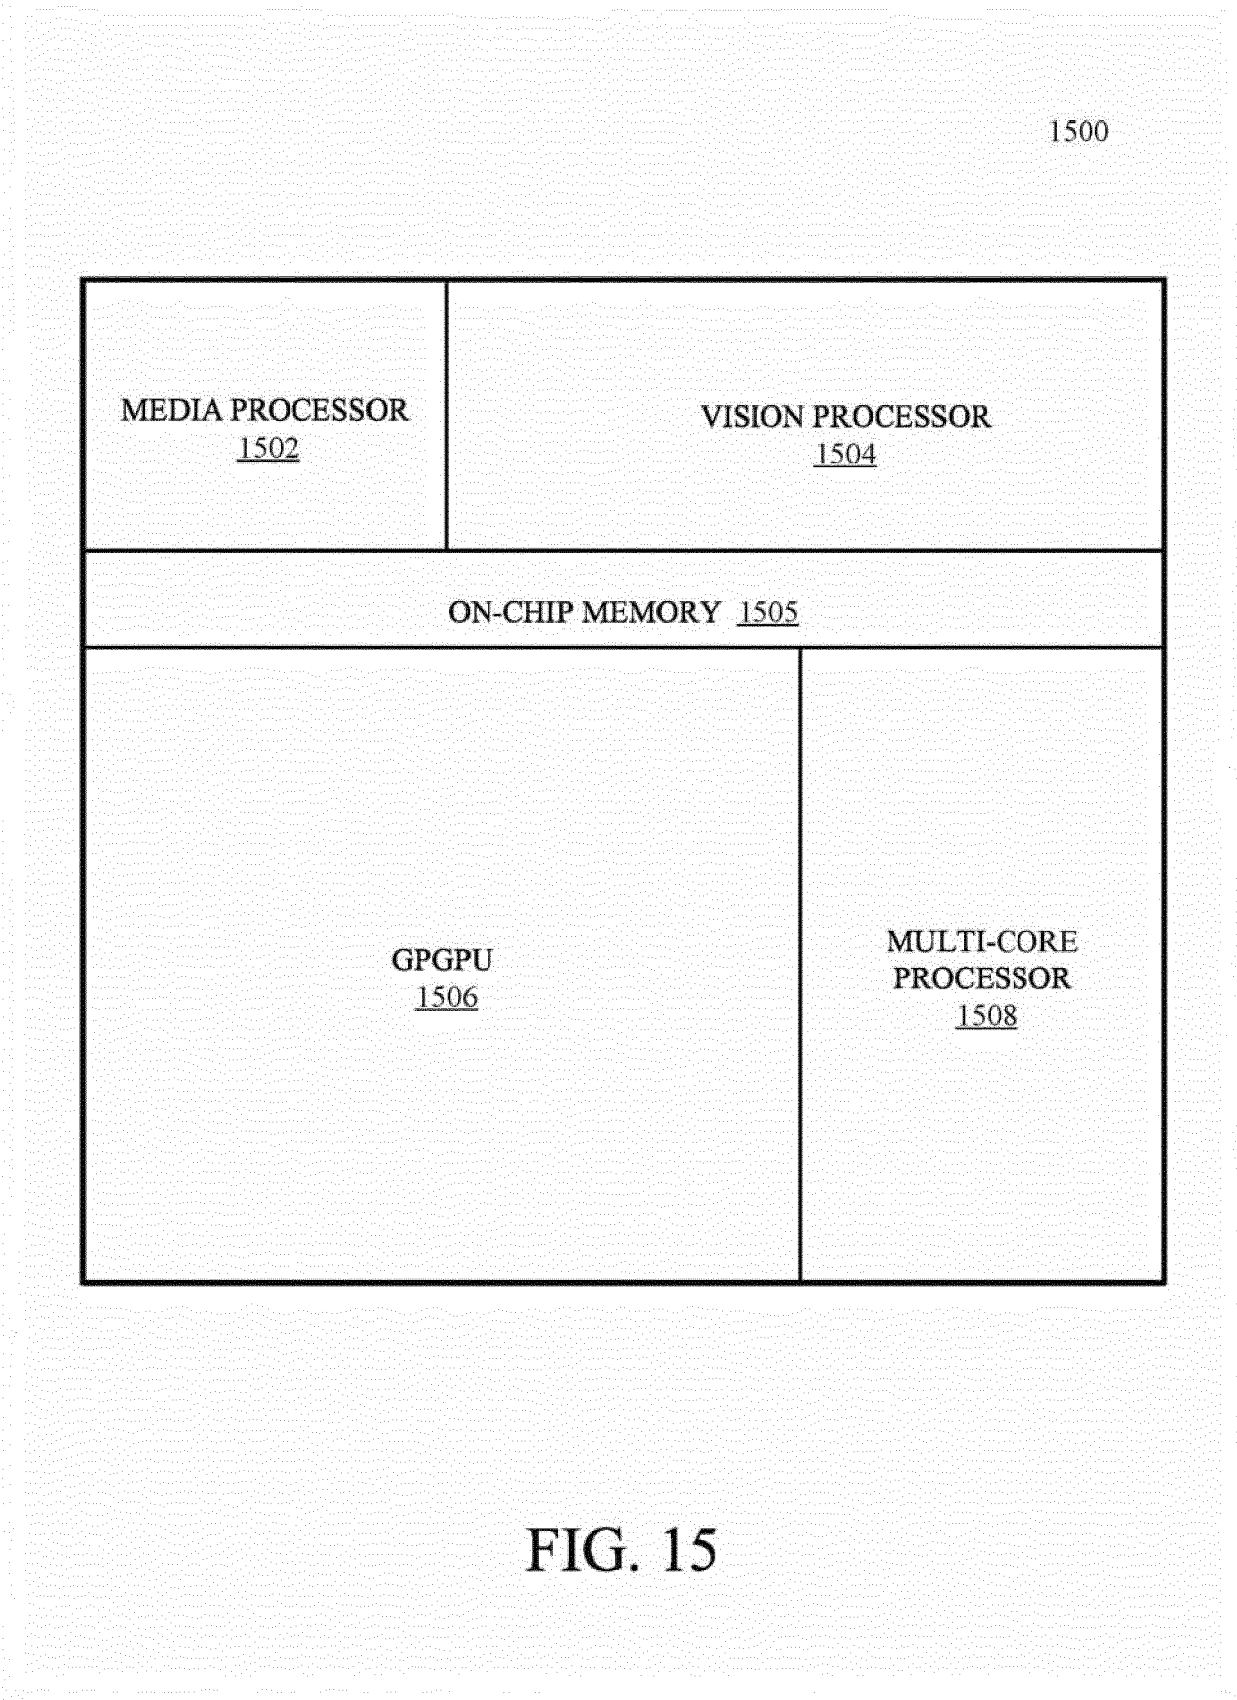 1500
MEDIA PROCESSOR
1502
VISION PROCESSOR
1504
ON-CHIP MEMORY 1505
GPGPU
1506
MULTI-CORE
PROCESSOR
1508
FIG. 15